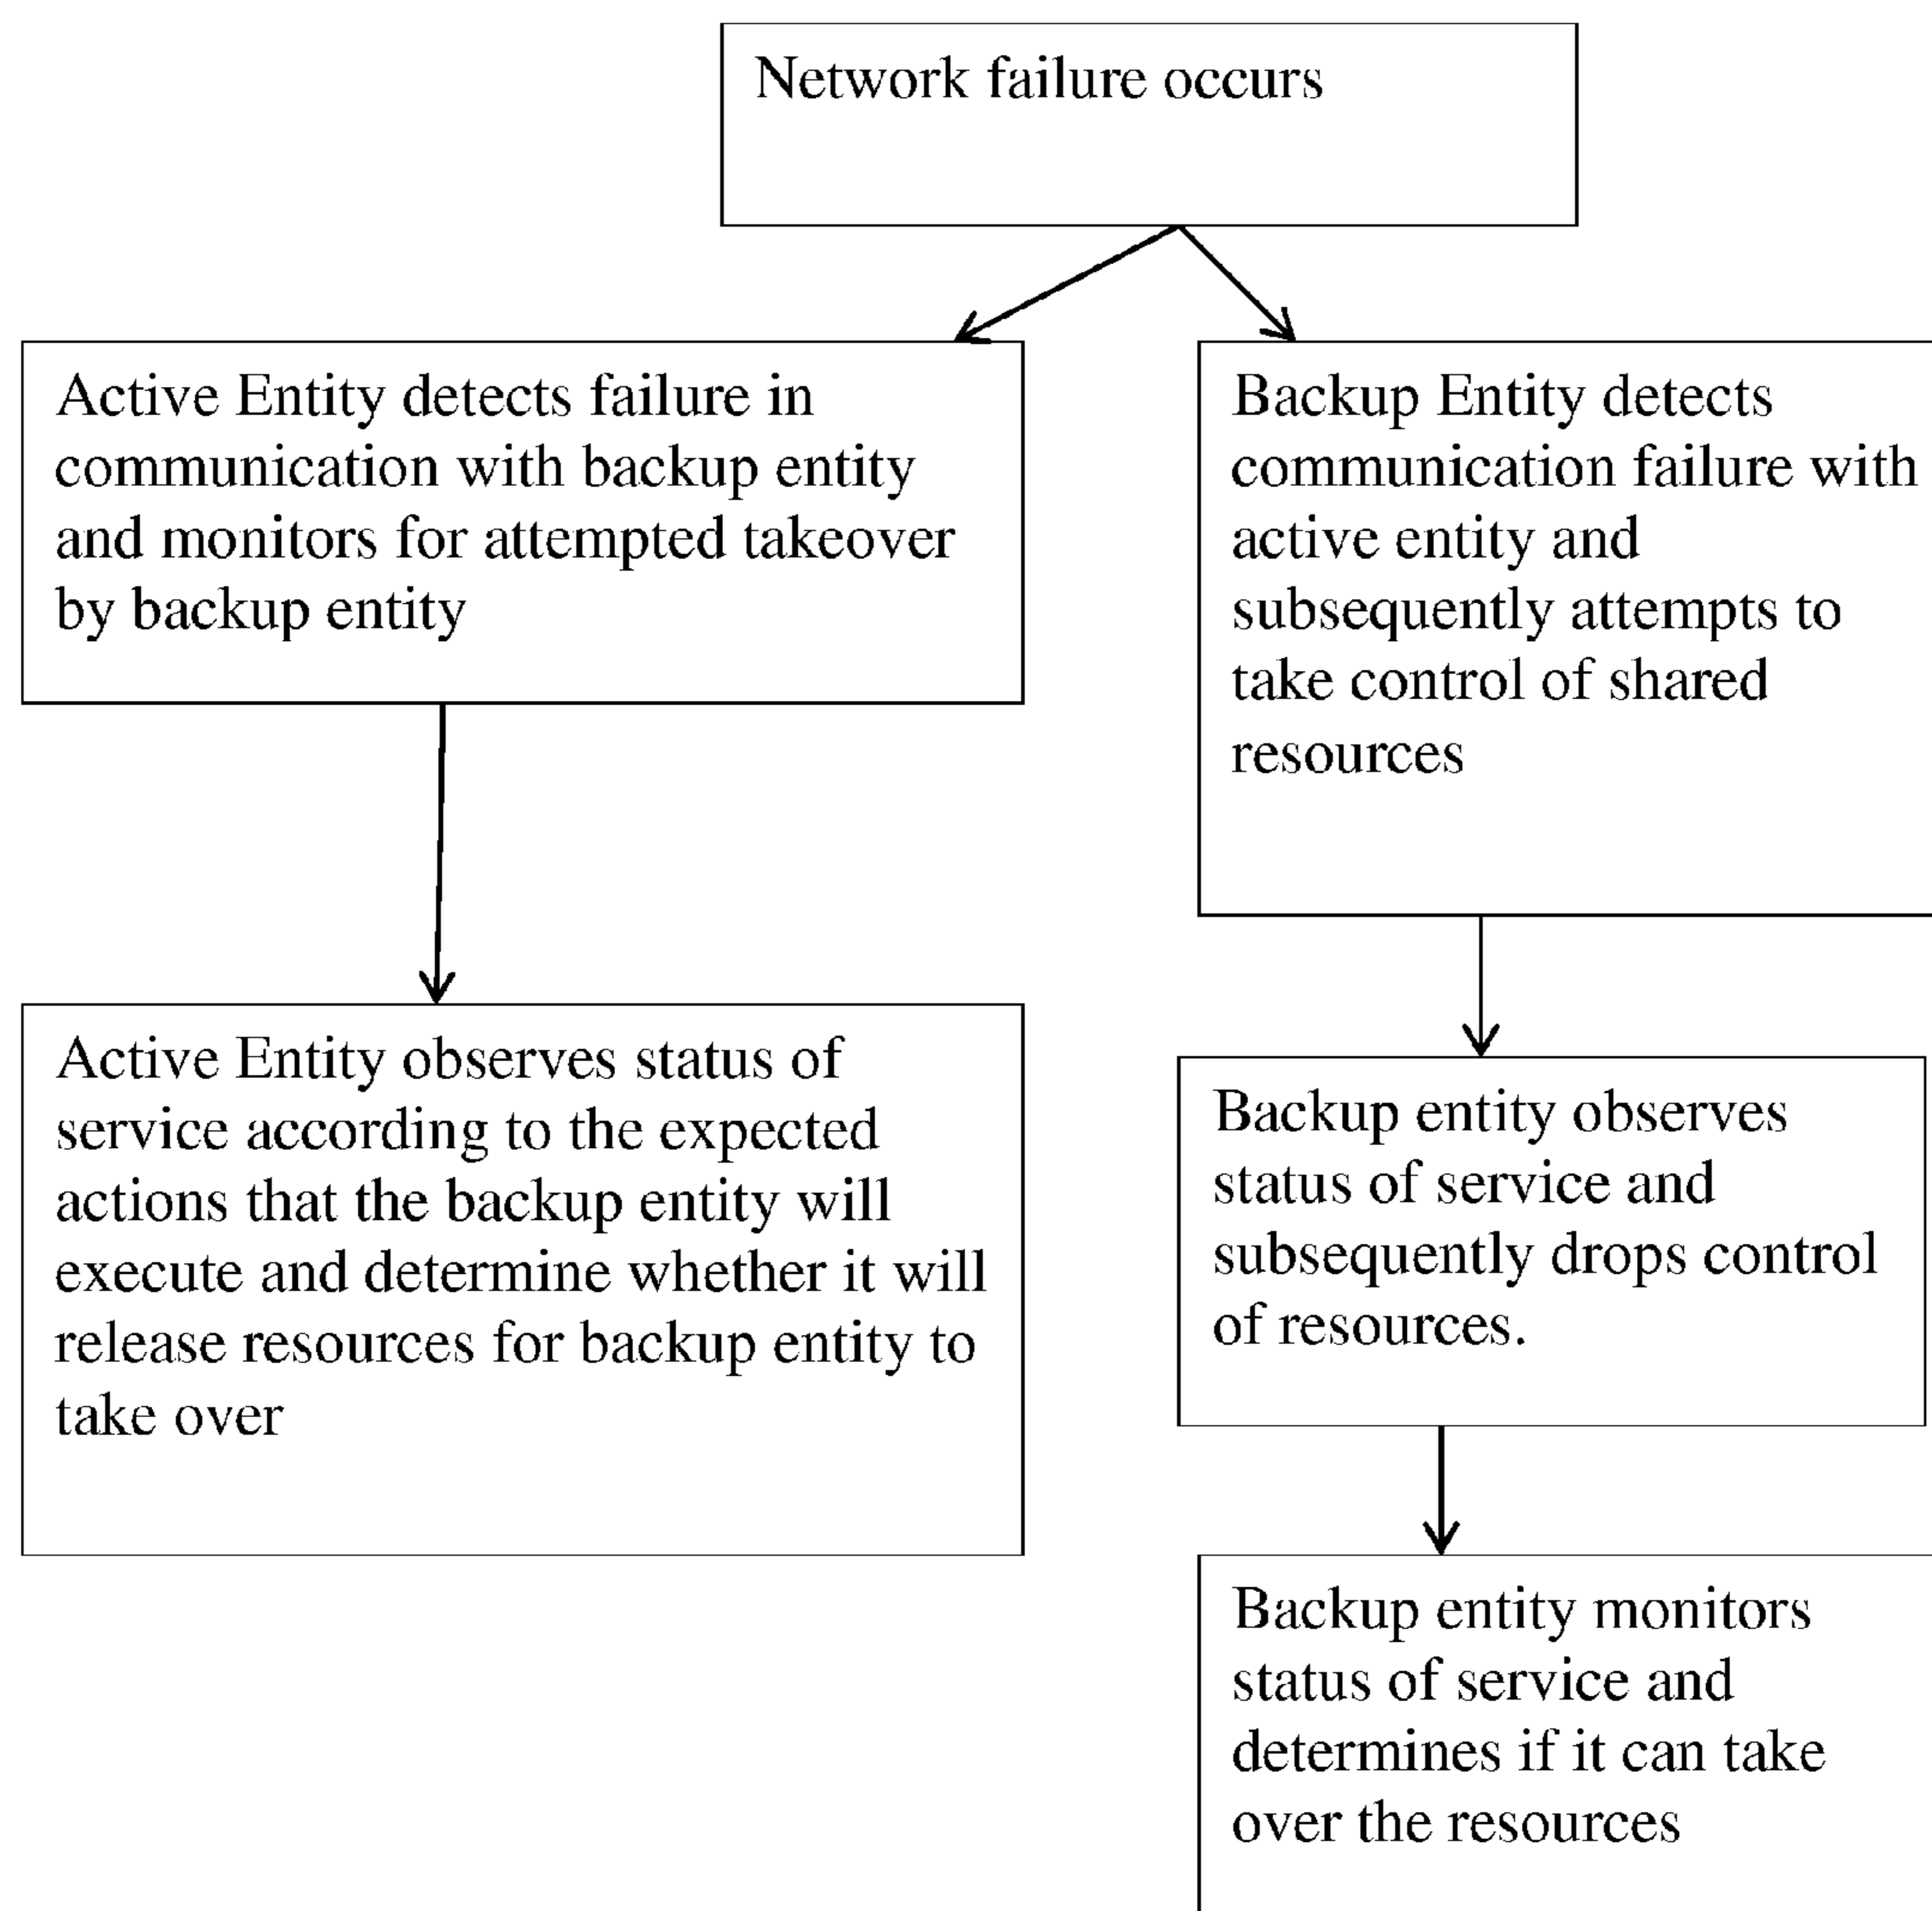 Network failure occurs
Active Entity detects failure in
communication with backup entity
and monitors for attempted takeover
by backup entity
Backup Entity detects
communication failure with
active entity and
subsequently attempts to
take control of shared
resources
Active Entity observes status of
service according to the expected
actions that the backup entity will
execute and determine whether it will
release resources for backup entity to
take over
Backup entity observes
status of service and
subsequently drops control
of resources.
Backup entity monitors
status of service and
determines if it can take
over the resources